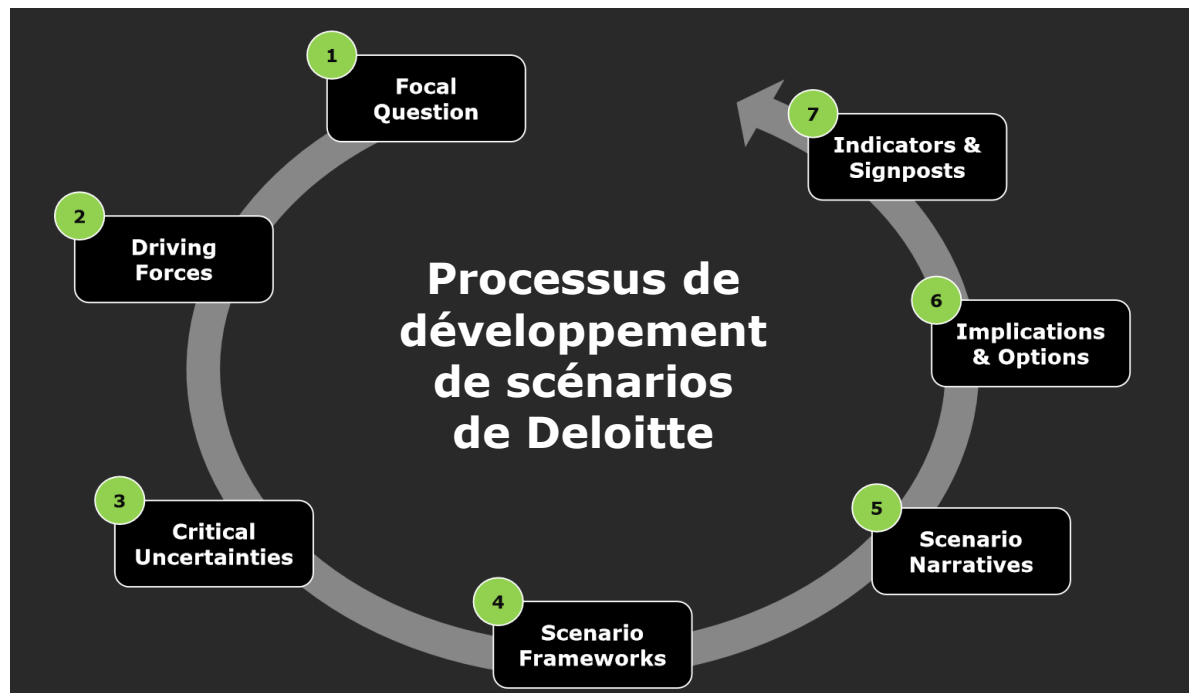 1
Focal
Question
2
Driving
Forces
3
Critical
Uncertainties
4
Scenario
Frameworks
5
Scenario
Narratives
6
Implications
& Options
7
Indicators &
Signposts
Processus de
développement
de scénarios
de Deloitte